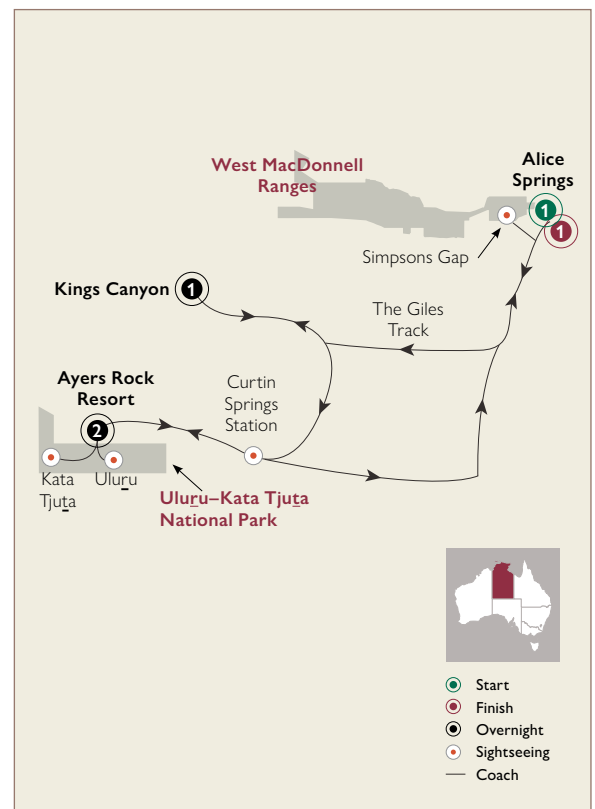 West MacDonnell
Ranges
Alice
Springs
1
1
Simpsons Gap
Kings Canyon
1
The Giles
Track
Ayers Rock
Resort
2
Curtin
Springs
Station
Kata
Tjuṯa
Uluṟu
Uluṟu–Kata Tjuṯa
National Park
Start
Finish
Overnight
Sightseeing
Coach